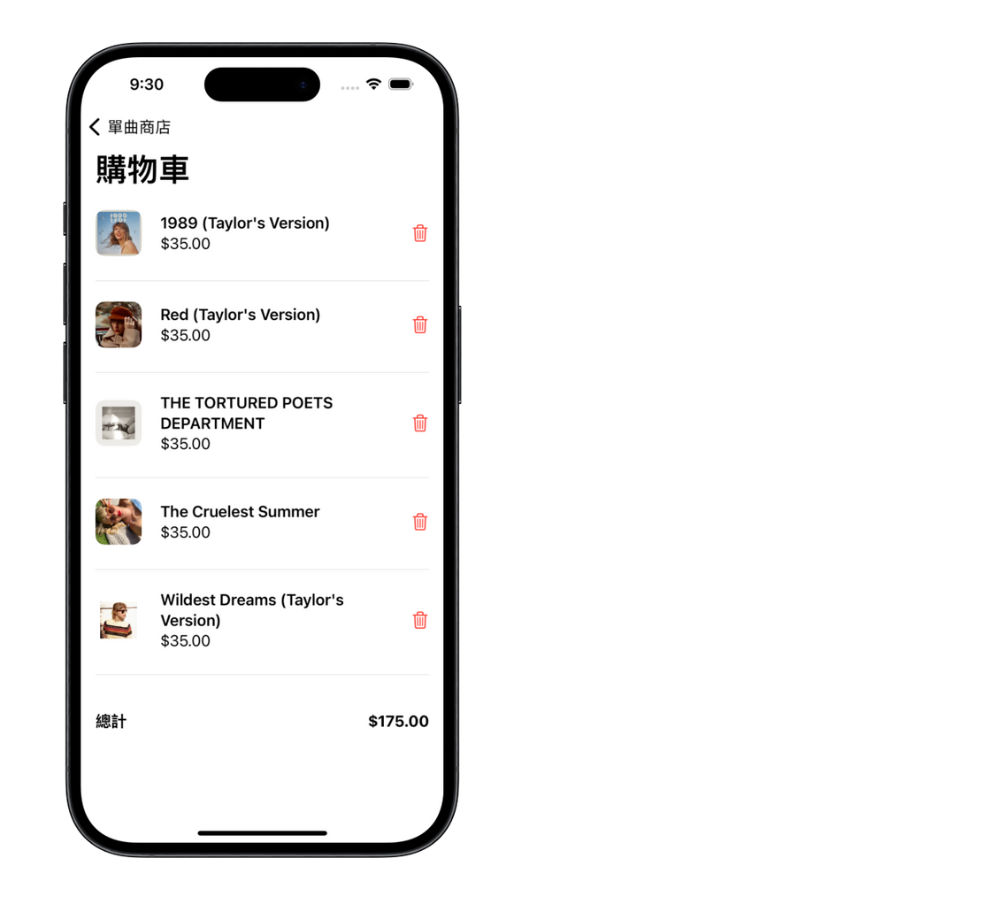 9:30
單曲商店
購物車
1989 (Taylor's Version)
$35.00
Red (Taylor's Version)
$35.00
THE TORTURED POETS
DEPARTMENT
$35.00
The Cruelest Summer
$35.00
Wildest Dreams (Taylor's
Version)
$35.00
總計
$175.00